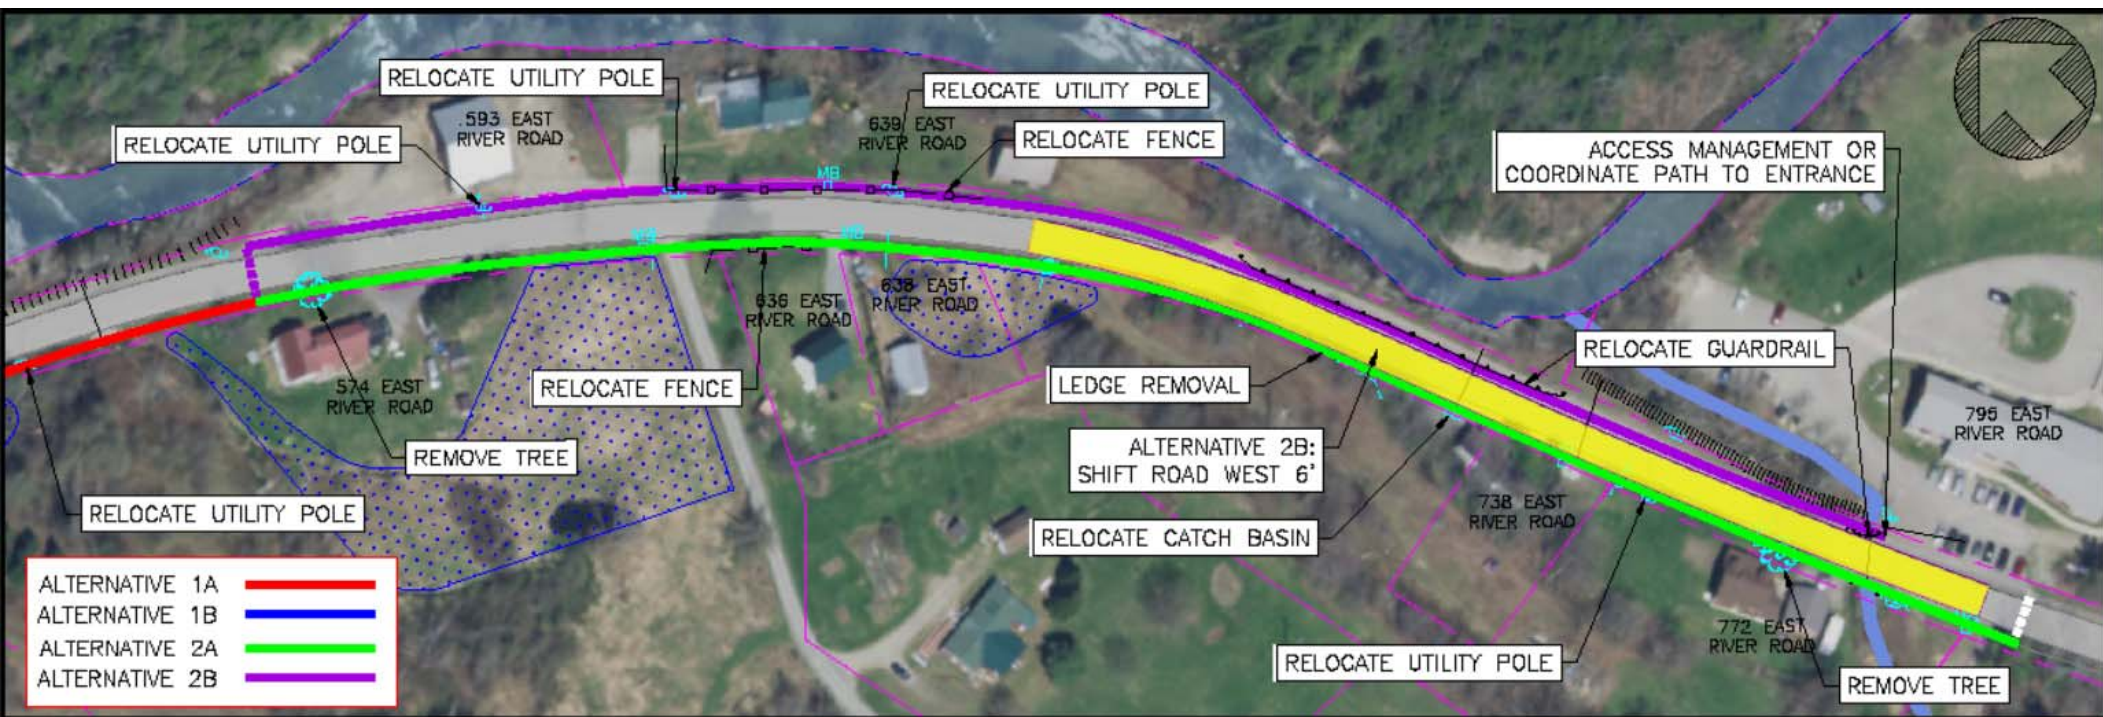 RELOCATE UTILITY POLE
RELOCATE UTILITY POLE
RELOCATE UTILITY POLE
593 EAST
RIVER ROAD
639 EAST
RIVER ROAD
RELOCATE FENCE
ACCESS MANAGEMENT OR
COORDINATE PATH TO ENTRANCE
MB
MB
636 EAST
RIVER ROAD
638 EAST
RIVER ROAD
RELOCATE GUARDRAIL
574 EAST
RIVER ROAD
RELOCATE FENCE
LEDGE REMOVAL
795 EAST
RIVER ROAD
REMOVE TREE
ALTERNATIVE 2B:
SHIFT ROAD WEST 6'
738 EAST
RIVER ROAD
RELOCATE UTILITY POLE
RELOCATE CATCH BASIN
772 EAST
RIVER ROAD
RELOCATE UTILITY POLE
REMOVE TREE
ALTERNATIVE 1A
ALTERNATIVE 1B
ALTERNATIVE 2A
ALTERNATIVE 2B